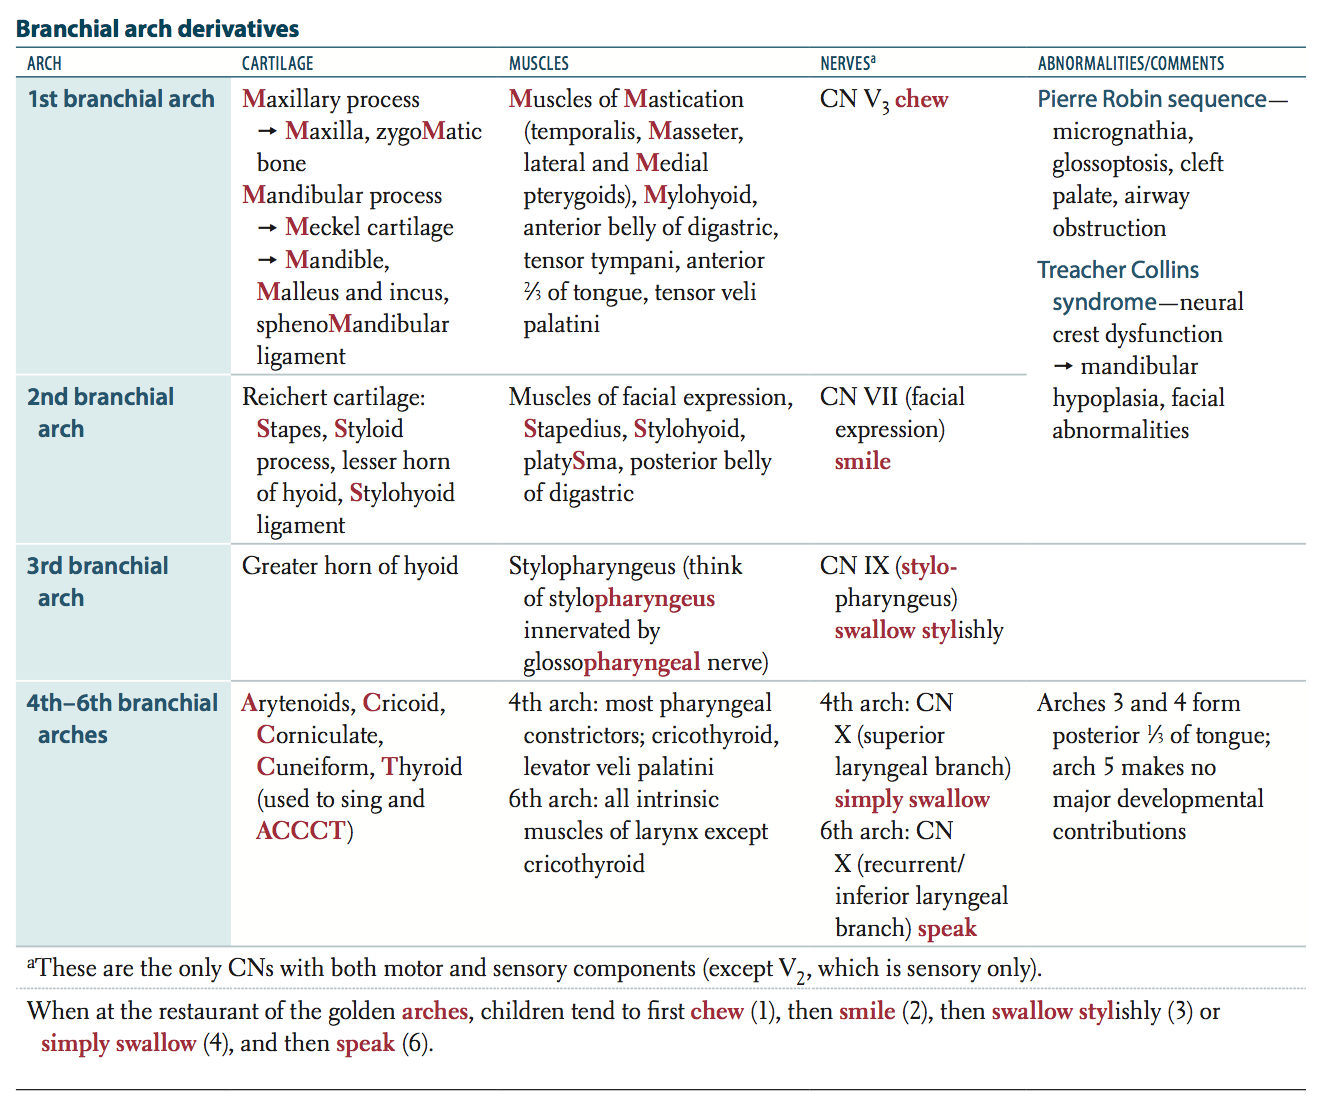 Branchial arch derivatives
ARCH CARTILAGE MUSCLES NERVESᵃ ABNORMALITIES/COMMENTS
1st branchial arch
Maxillary process
→ Maxilla, zygoMatic
bone
Mandibular process
→ Meckel cartilage
→ Mandible,
Malleus and incus,
sphenoMandibular
ligament
Muscles of Mastication
(temporalis, Masseter,
lateral and Medial
pterygoids), Mylohyoid,
anterior belly of digastric,
tensor tympani, anterior
⅔ of tongue, tensor veli
palatini
CN V₃ chew
Pierre Robin sequence—
micrognathia,
glossoptosis, cleft
palate, airway
obstruction
Treacher Collins
syndrome—neural
crest dysfunction
→ mandibular
hypoplasia, facial
abnormalities
2nd branchial
arch
Reichert cartilage:
Stapes, Styloid
process, lesser horn
of hyoid, Stylohyoid
ligament
Muscles of facial expression,
Stapedius, Stylohyoid,
platySma, posterior belly
of digastric
CN VII (facial
expression)
smile
3rd branchial
arch
Greater horn of hyoid
Stylopharyngeus (think
of stylopharyngeus
innervated by
glossopharyngeal nerve)
CN IX (stylo-
pharyngeus)
swallow stylishly
4th–6th branchial
arches
Arytenoids, Cricoid,
Corniculate,
Cuneiform, Thyroid
(used to sing and
ACCCT)
4th arch: most pharyngeal
constrictors; cricothyroid,
levator veli palatini
6th arch: all intrinsic
muscles of larynx except
cricothyroid
4th arch: CN
X (superior
laryngeal branch)
simply swallow
6th arch: CN
X (recurrent/
inferior laryngeal
branch) speak
Arches 3 and 4 form
posterior ⅓ of tongue;
arch 5 makes no
major developmental
contributions
ᵃThese are the only CNs with both motor and sensory components (except V₂, which is sensory only).
When at the restaurant of the golden arches, children tend to first chew (1), then smile (2), then swallow stylishly (3) or
simply swallow (4), and then speak (6).